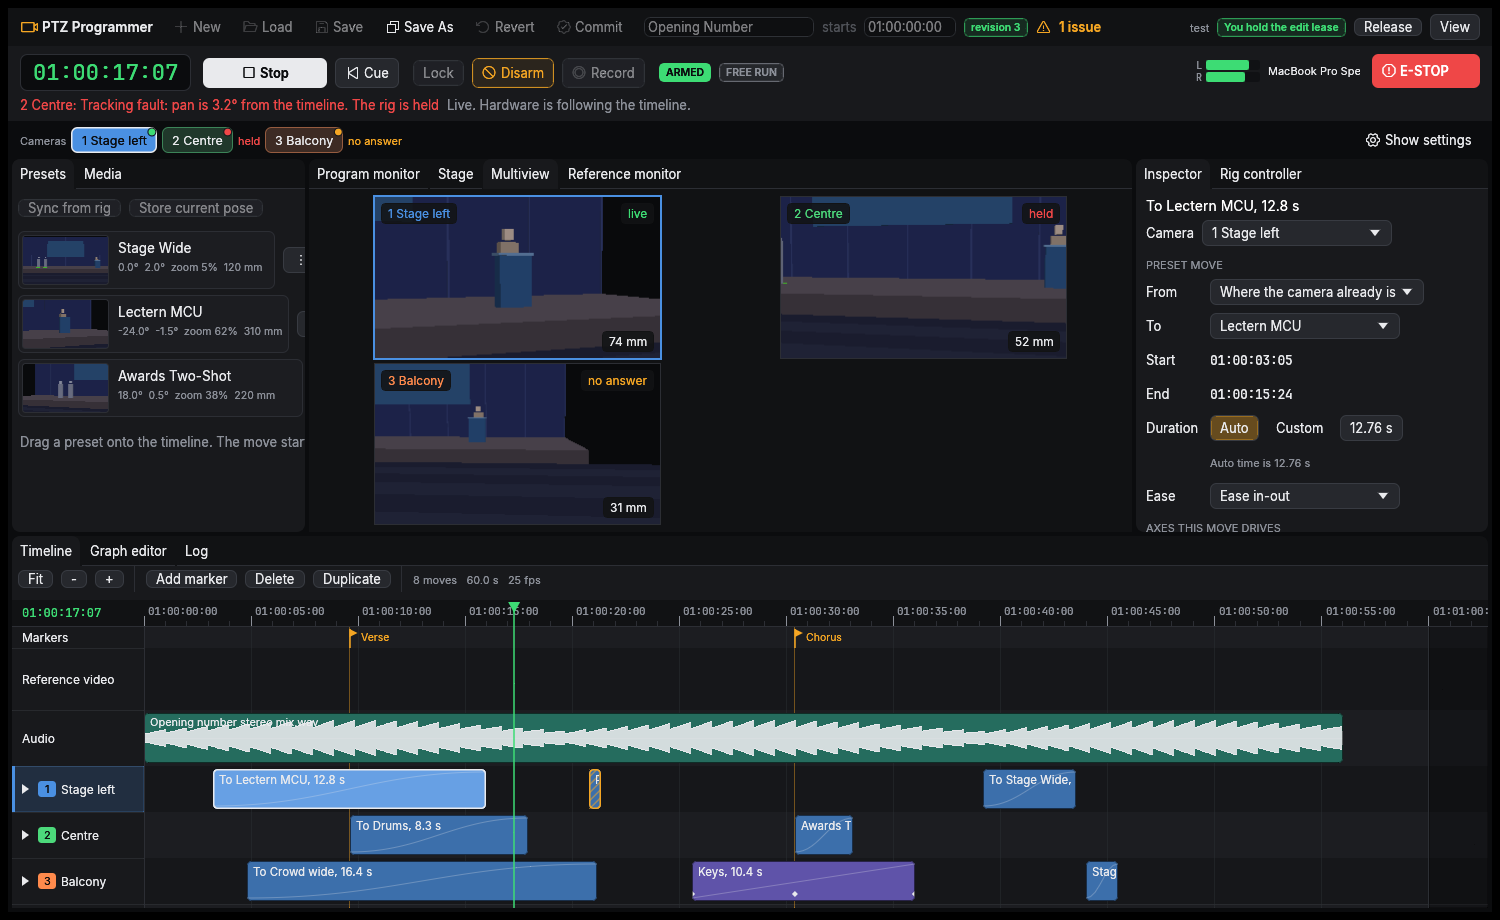 PTZ Programmer New Load Save Save As Revert Commit Opening Number starts 01:00:00:00 revision 3 1 issue test You hold the edit lease Release View
01:00:17:07 Stop Cue Lock Disarm Record ARMED FREE RUN L R MacBook Pro Spe E-STOP
2 Centre: Tracking fault: pan is 3.2° from the timeline. The rig is held Live. Hardware is following the timeline.
Cameras 1 Stage left 2 Centre held 3 Balcony no answer Show settings
Presets Media
Sync from rig Store current pose
Stage Wide
0.0° 2.0° zoom 5% 120 mm
Lectern MCU
-24.0° -1.5° zoom 62% 310 mm
Awards Two-Shot
18.0° 0.5° zoom 38% 220 mm
Drag a preset onto the timeline. The move star
Program monitor Stage Multiview Reference monitor
1 Stage left live
74 mm
2 Centre held
52 mm
3 Balcony no answer
31 mm
Inspector Rig controller
To Lectern MCU, 12.8 s
Camera 1 Stage left
PRESET MOVE
From Where the camera already is
To Lectern MCU
Start 01:00:03:05
End 01:00:15:24
Duration Auto Custom 12.76 s
Auto time is 12.76 s
Ease Ease in-out
AXES THIS MOVE DRIVES
Timeline Graph editor Log
Fit - + Add marker Delete Duplicate 8 moves 60.0 s 25 fps
01:00:17:07 01:00:00:00 01:00:05:00 01:00:10:00 01:00:15:00 01:00:20:00 01:00:25:00 01:00:30:00 01:00:35:00 01:00:40:00 01:00:45:00 01:00:50:00 01:00:55:00 01:01:00:
Markers Verse Chorus
Reference video
Audio Opening number stereo mix.wav
1 Stage left To Lectern MCU, 12.8 s To Stage Wide,
2 Centre To Drums, 8.3 s Awards T
3 Balcony To Crowd wide, 16.4 s Keys, 10.4 s Stag